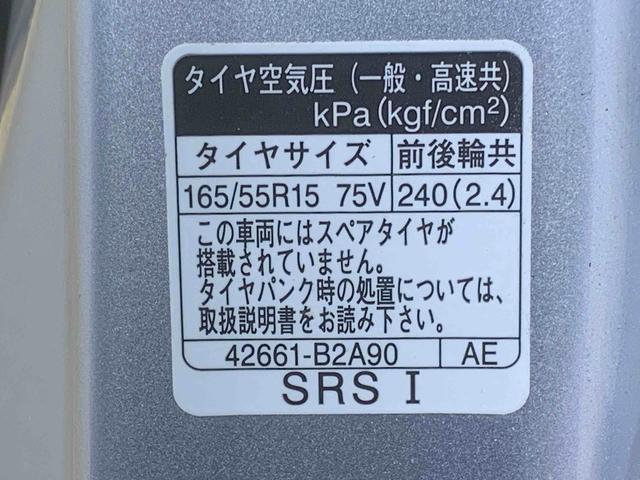 タイヤ空気圧（一般・高速共）
kPa(kgf/cm²)
タイヤサイズ 前後輪共
165/55R15 75V 240(2.4)
この車両にはスペアタイヤが
搭載されていません。
タイヤパンク時の処置については、
取扱説明書をお読み下さい。
42661-B2A90 AE
SRS I